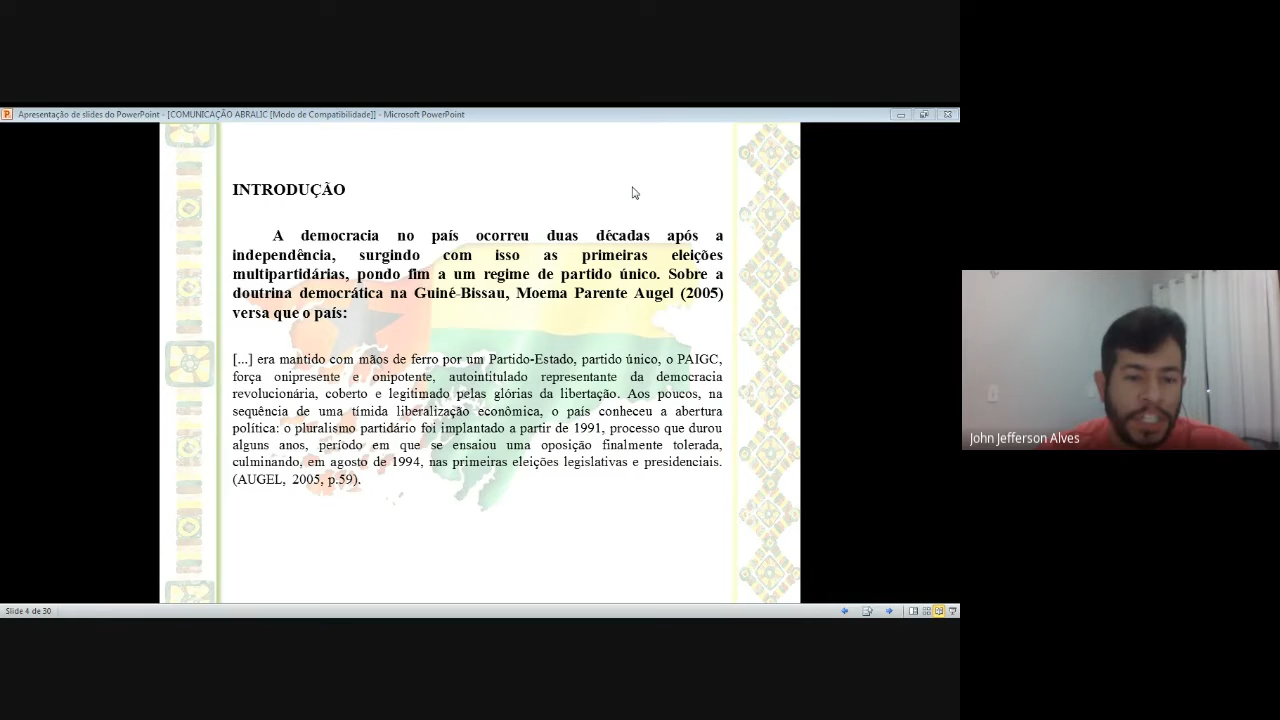 Apresentação de slides do PowerPoint - [COMUNICAÇÃO ABRALIC [Modo de Compatibilidade]] - Microsoft PowerPoint
INTRODUÇÃO
A democracia no país ocorreu duas décadas após a
independência, surgindo com isso as primeiras eleições
multipartidárias, pondo fim a um regime de partido único. Sobre a
doutrina democrática na Guiné-Bissau, Moema Parente Augel (2005)
versa que o país:
[...] era mantido com mãos de ferro por um Partido-Estado, partido único, o PAIGC,
força onipresente e onipotente, autointitulado representante da democracia
revolucionária, coberto e legitimado pelas glórias da libertação. Aos poucos, na
sequência de uma tímida liberalização econômica, o país conheceu a abertura
política: o pluralismo partidário foi implantado a partir de 1991, processo que durou
alguns anos, período em que se ensaiou uma oposição finalmente tolerada,
culminando, em agosto de 1994, nas primeiras eleições legislativas e presidenciais.
(AUGEL, 2005, p.59).
John Jefferson Alves
Slide 4 de 30